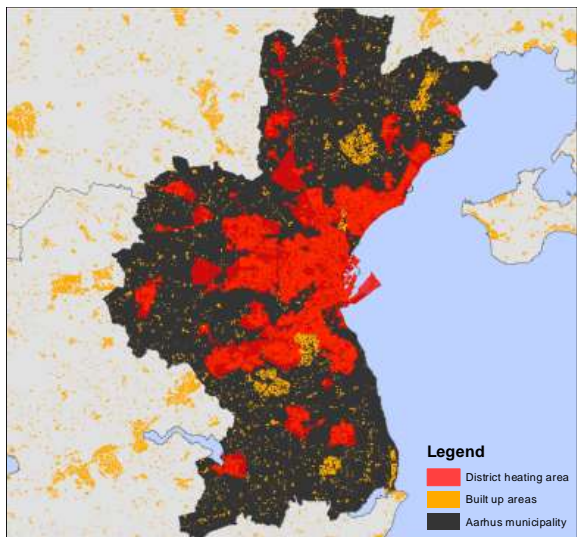 Legend
District heating area
Built up areas
Aarhus municipality